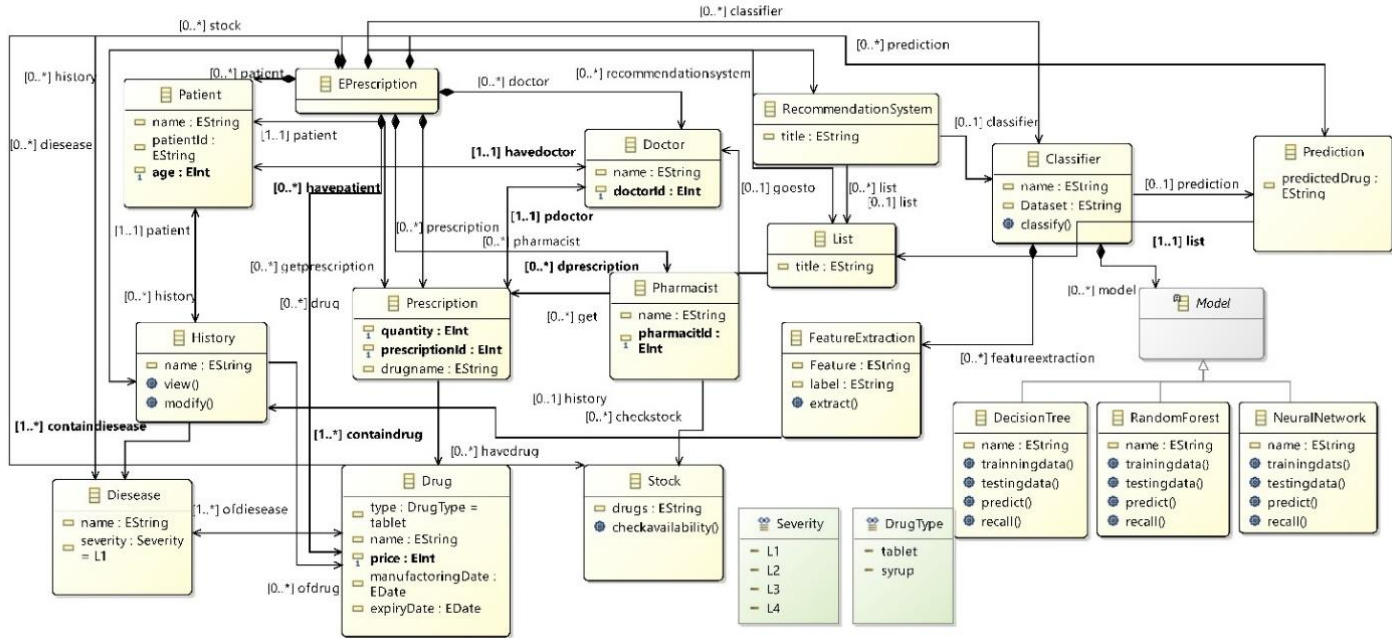 [0..*] classifier
[0..*] stock
[0..*] prediction
[0..*] history
[0..*] patient
EPrescription
[0..*] doctor
[0..*] recommendationsystem
Patient
name : EString
patientId :
EString
age : EInt
[1..1] patient
[0..*] diesease
RecommendationSystem
title : EString
[0..1] classifier
[1..1] havedoctor
Doctor
name : EString
doctorId : EInt
Classifier
name : EString
Dataset : EString
classify()
Prediction
predictedDrug :
EString
[0..1] prediction
[0..*] havepatient
[0..1] goesto
[0..*] list
[0..1] list
[1..1] pdoctor
[1..1] patient
[0..*] prescription
[0..*] pharmacist
List
title : EString
[1..1] list
[0..*] getprescription
[0..*] dprescription
[0..*] history
[0..*] drug
Prescription
quantity : EInt
prescriptionId : EInt
drugname : EString
[0..*] get
Pharmacist
name : EString
pharmacitId :
EInt
[0..*] model
Model
History
name : EString
view()
modify()
FeatureExtraction
Feature : EString
label : EString
extract()
[0..*] featureextraction
[0..1] history
[0..*] checkstock
[1..*] containdiesease
[1..*] containdrug
[0..*] havedrug
DecisionTree
name : EString
trainningdata()
testingdata()
predict()
recall()
RandomForest
name : EString
trainingdata()
testingdata()
predict()
recall()
NeuralNetwork
name : EString
trainingdats()
testingdata()
predict()
recall()
Diesease
name : EString
severity : Severity
= L1
[1..*] ofdiesease
[0..*] ofdrug
Drug
type : DrugType =
tablet
name : EString
price : EInt
manufactoringDate :
EDate
expiryDate : EDate
Stock
drugs : EString
checkavailability()
Severity
L1
L2
L3
L4
DrugType
tablet
syrup